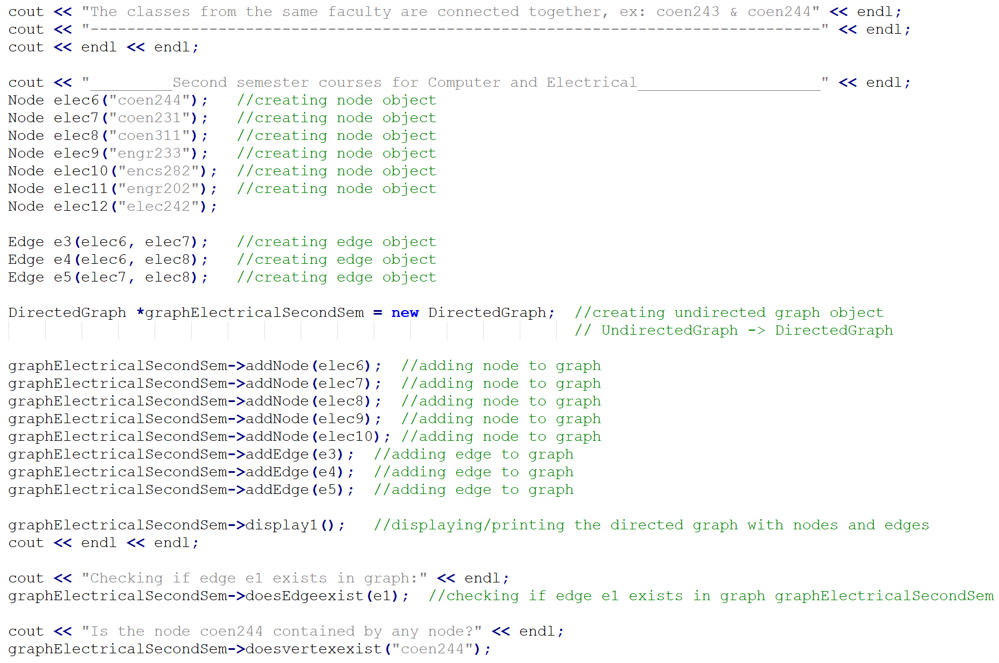 cout << "The classes from the same faculty are connected together, ex: coen243 & coen244" << endl;
cout << "--------------------------------------------------------------------------------" << endl;
cout << endl << endl;
cout << "_________Second semester courses for Computer and Electrical____________________" << endl;
Node elec6("coen244");   //creating node object
Node elec7("coen231");   //creating node object
Node elec8("coen311");   //creating node object
Node elec9("engr233");   //creating node object
Node elec10("encs282");  //creating node object
Node elec11("engr202");  //creating node object
Node elec12("elec242");
Edge e3(elec6, elec7);   //creating edge object
Edge e4(elec6, elec8);   //creating edge object
Edge e5(elec7, elec8);   //creating edge object
DirectedGraph *graphElectricalSecondSem = new DirectedGraph;  //creating undirected graph object
// UndirectedGraph -> DirectedGraph
graphElectricalSecondSem->addNode(elec6);  //adding node to graph
graphElectricalSecondSem->addNode(elec7);  //adding node to graph
graphElectricalSecondSem->addNode(elec8);  //adding node to graph
graphElectricalSecondSem->addNode(elec9);  //adding node to graph
graphElectricalSecondSem->addNode(elec10); //adding node to graph
graphElectricalSecondSem->addEdge(e3);  //adding edge to graph
graphElectricalSecondSem->addEdge(e4);  //adding edge to graph
graphElectricalSecondSem->addEdge(e5);  //adding edge to graph
graphElectricalSecondSem->display1();   //displaying/printing the directed graph with nodes and edges
cout << endl << endl;
cout << "Checking if edge e1 exists in graph:" << endl;
graphElectricalSecondSem->doesEdgeexist(e1);  //checking if edge e1 exists in graph graphElectricalSecondSem
cout << "Is the node coen244 contained by any node?" << endl;
graphElectricalSecondSem->doesvertexexist("coen244");